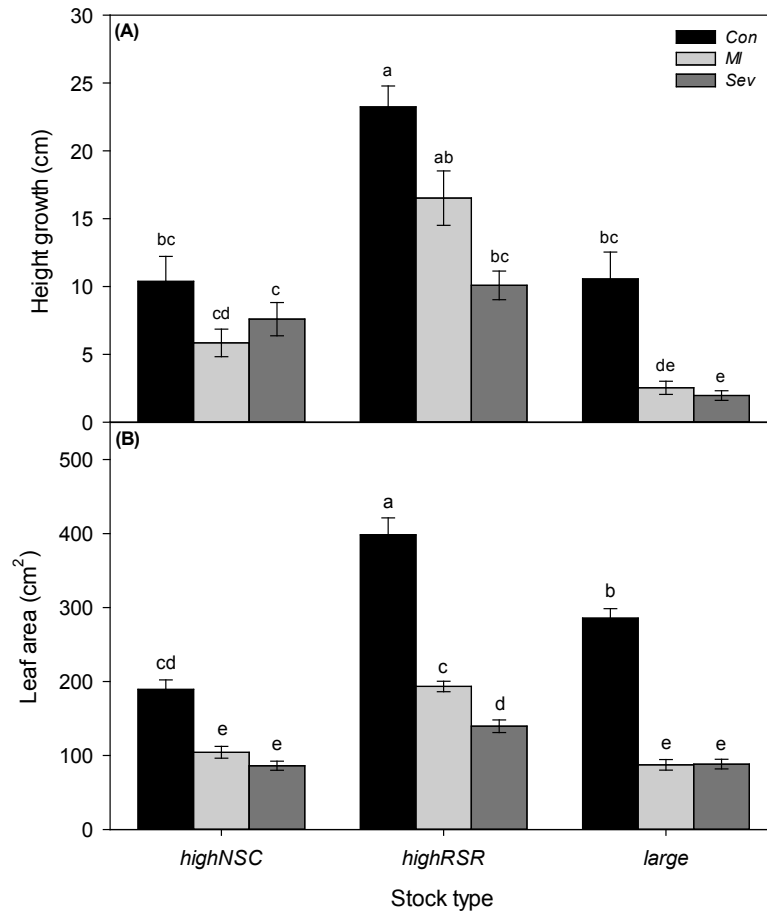 (A)
Con
MI
Sev
Height growth (cm)
30
25
20
15
10
5
0
bc
cd
c
a
ab
bc
bc
de
e
(B)
Leaf area (cm²)
500
400
300
200
100
0
cd
e
e
a
c
d
b
e
e
highNSC highRSR large
Stock type